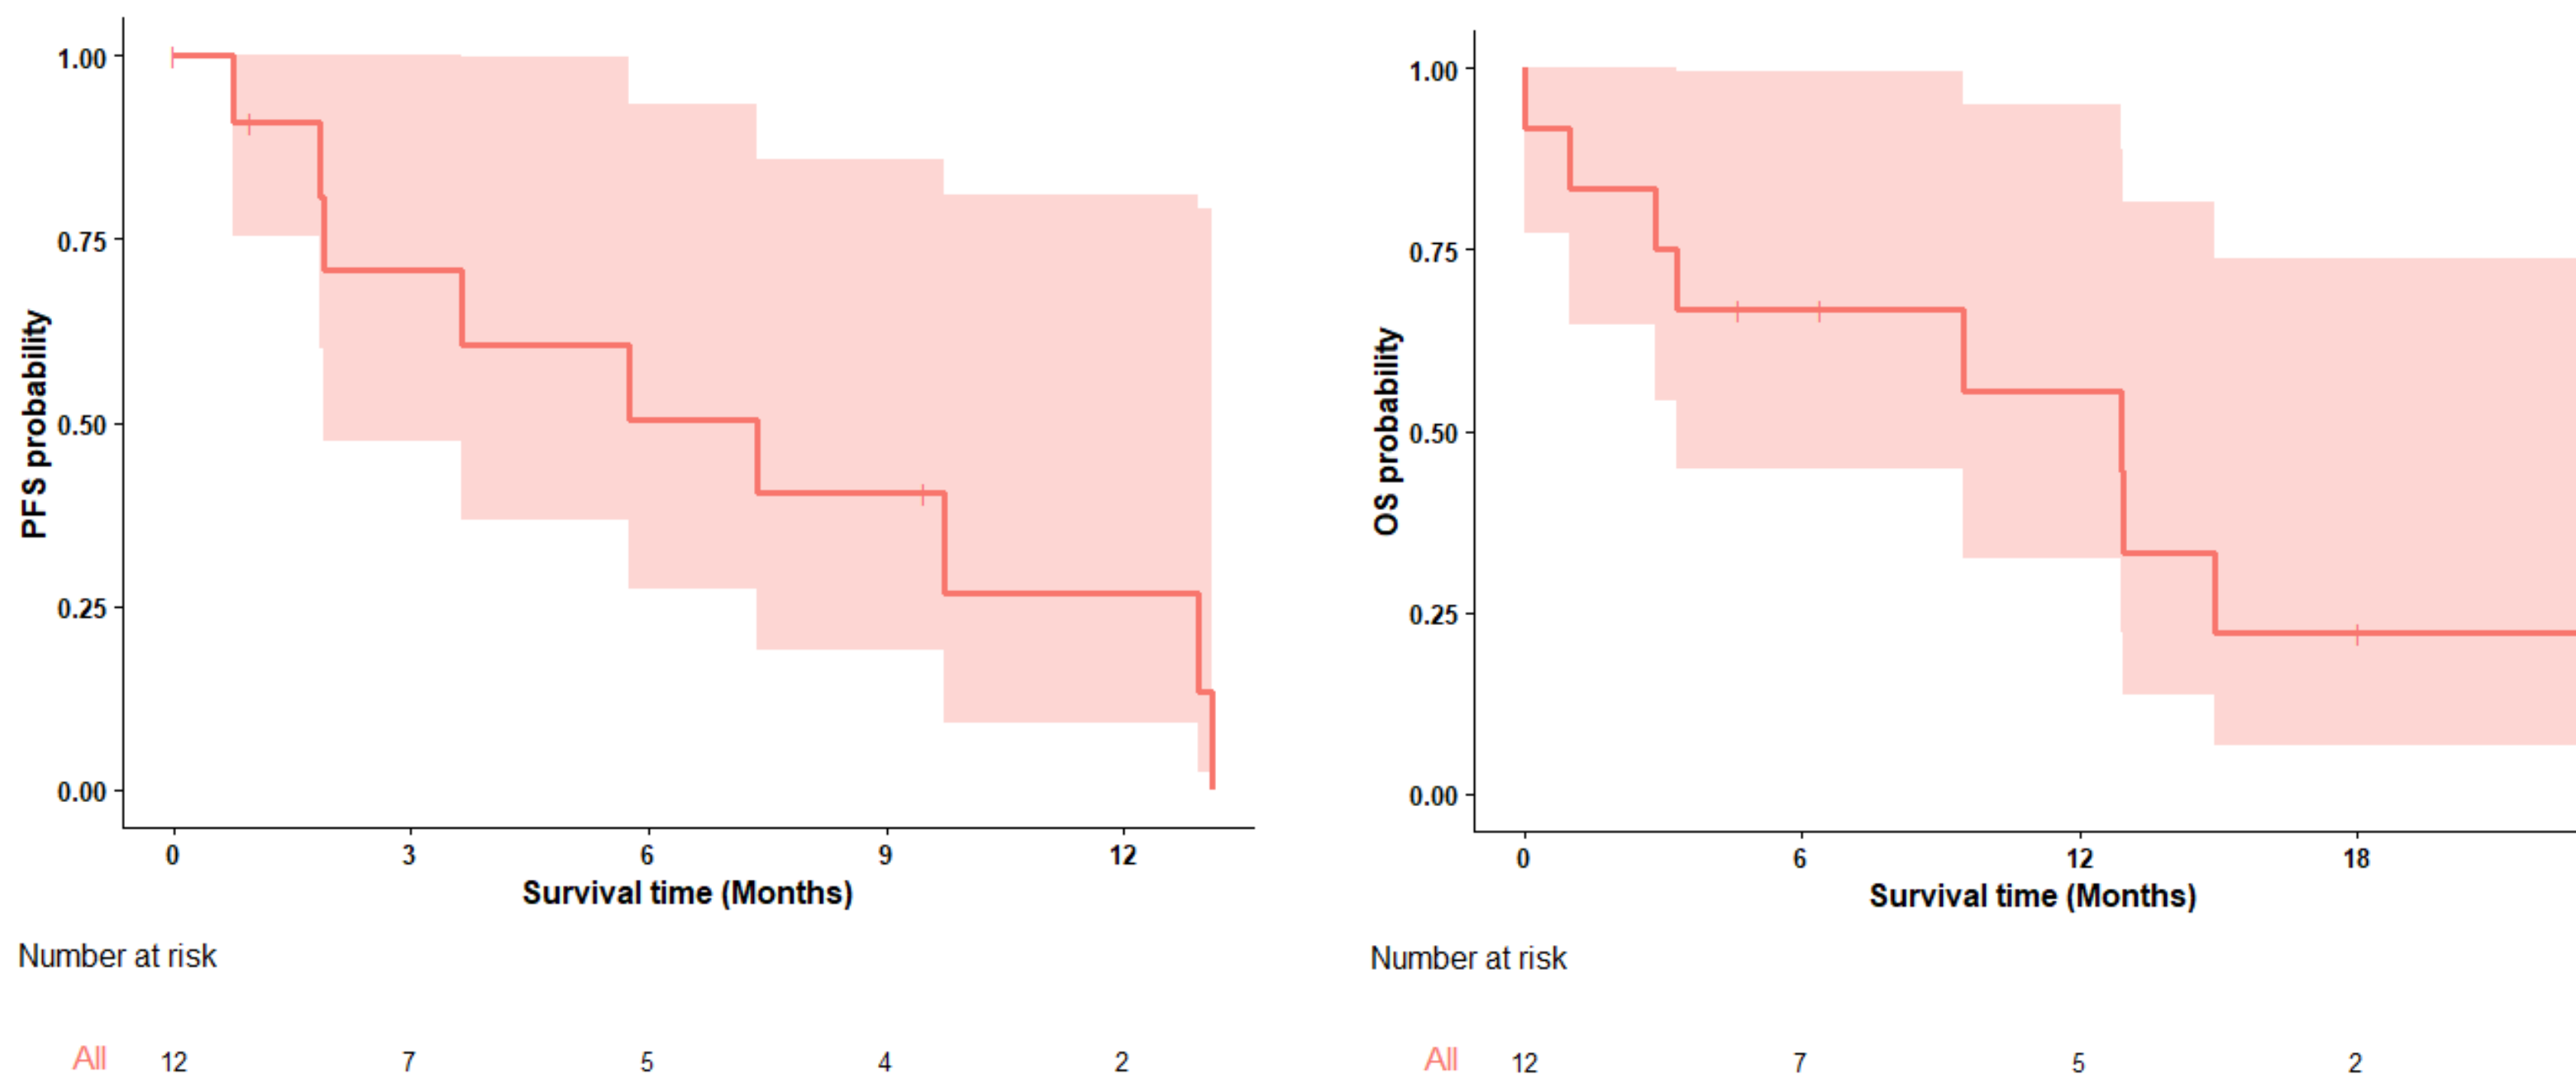 PFS probability
1.00
0.75
0.50
0.25
0.00
0 3 6 9 12
Survival time (Months)
Number at risk
All 12 7 5 4 2
OS probability
1.00
0.75
0.50
0.25
0.00
0 6 12 18
Survival time (Months)
Number at risk
All 12 7 5 2